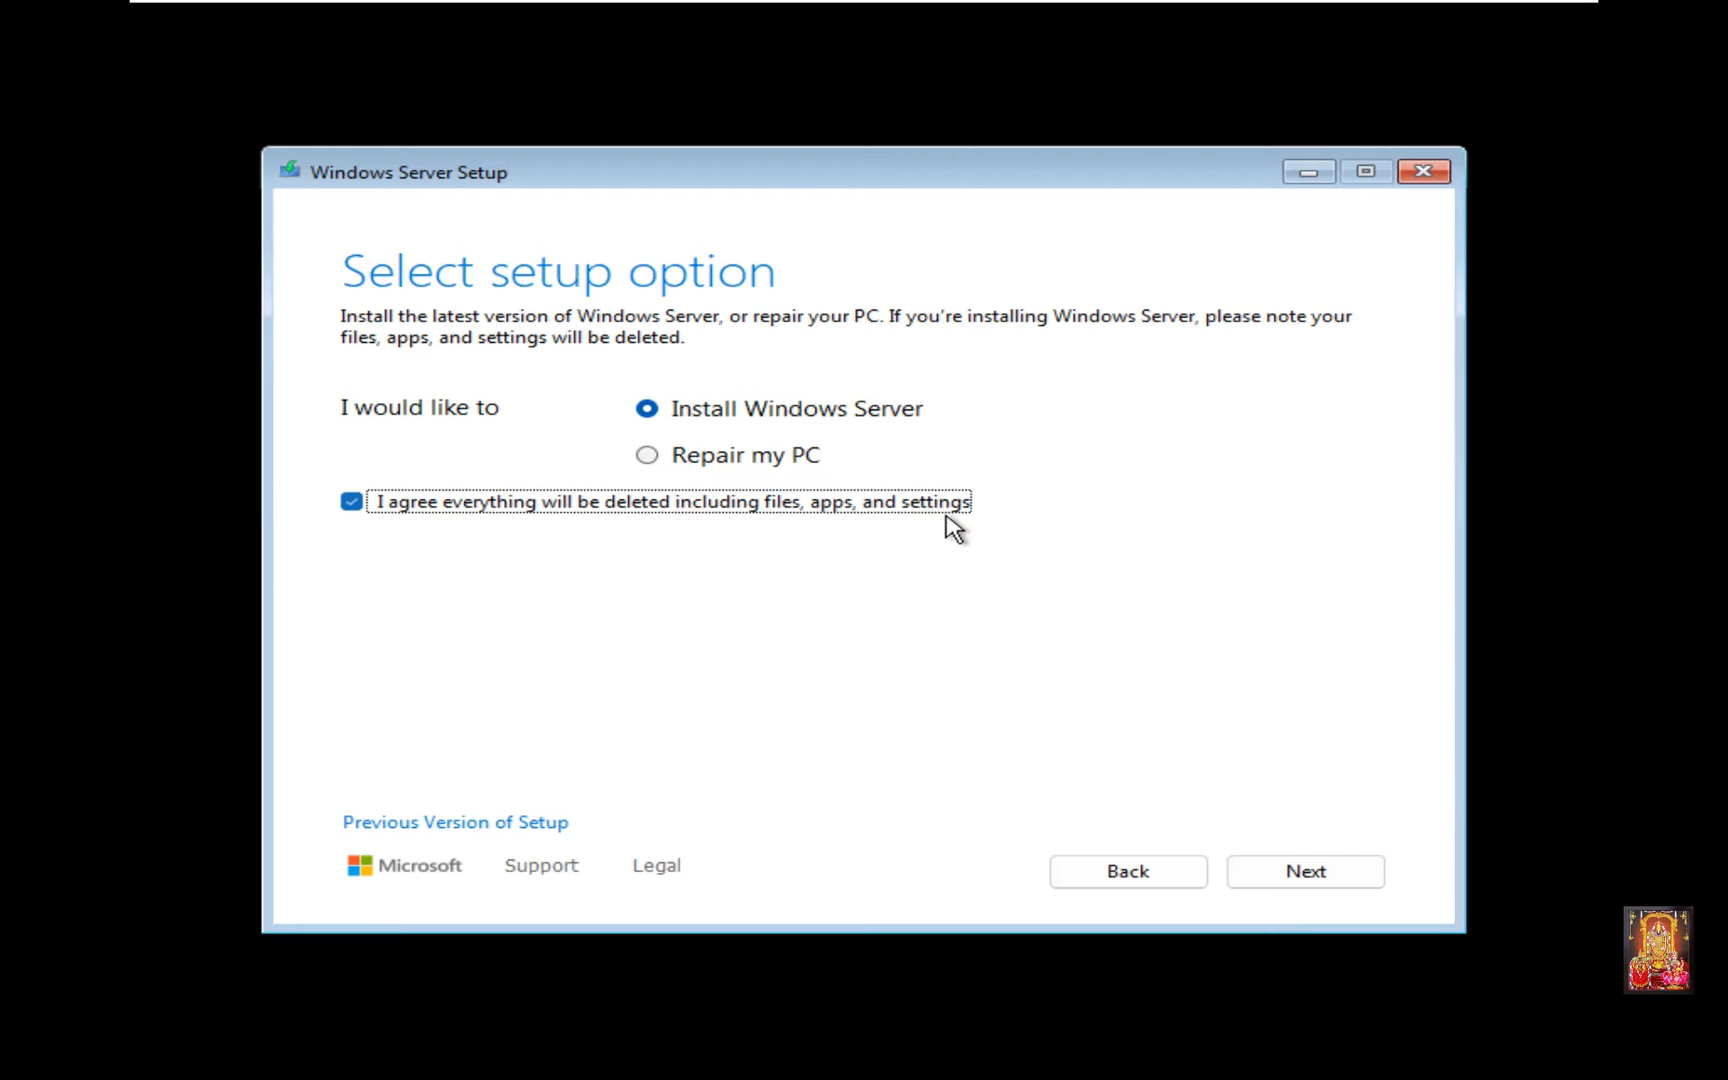 Windows Server Setup
Select setup option
Install the latest version of Windows Server, or repair your PC. If you're installing Windows Server, please note your
files, apps, and settings will be deleted.
I would like to
Install Windows Server
Repair my PC
I agree everything will be deleted including files, apps, and settings
Previous Version of Setup
Microsoft Support Legal
Back Next